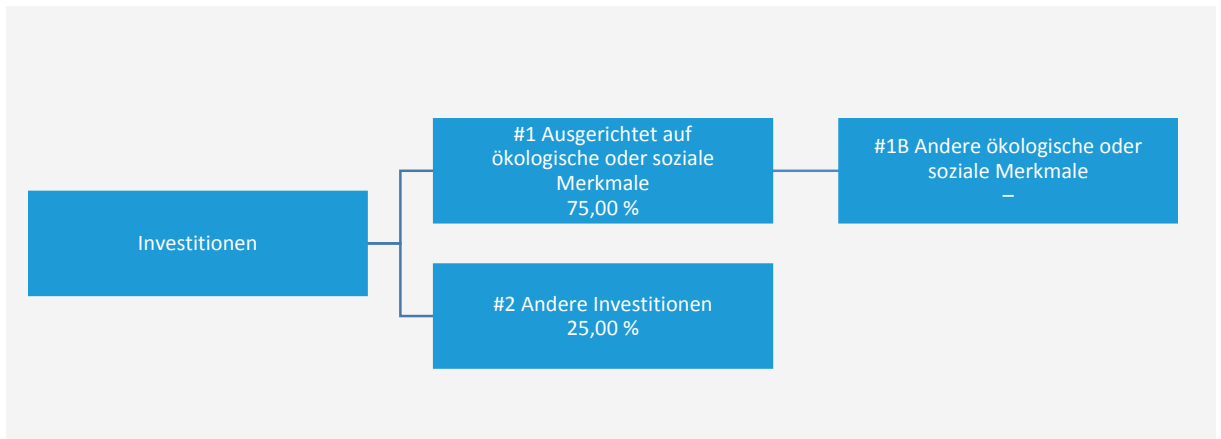 Investitionen
#1 Ausgerichtet auf
ökologische oder soziale
Merkmale
75,00 %
#1B Andere ökologische oder
soziale Merkmale
–
#2 Andere Investitionen
25,00 %